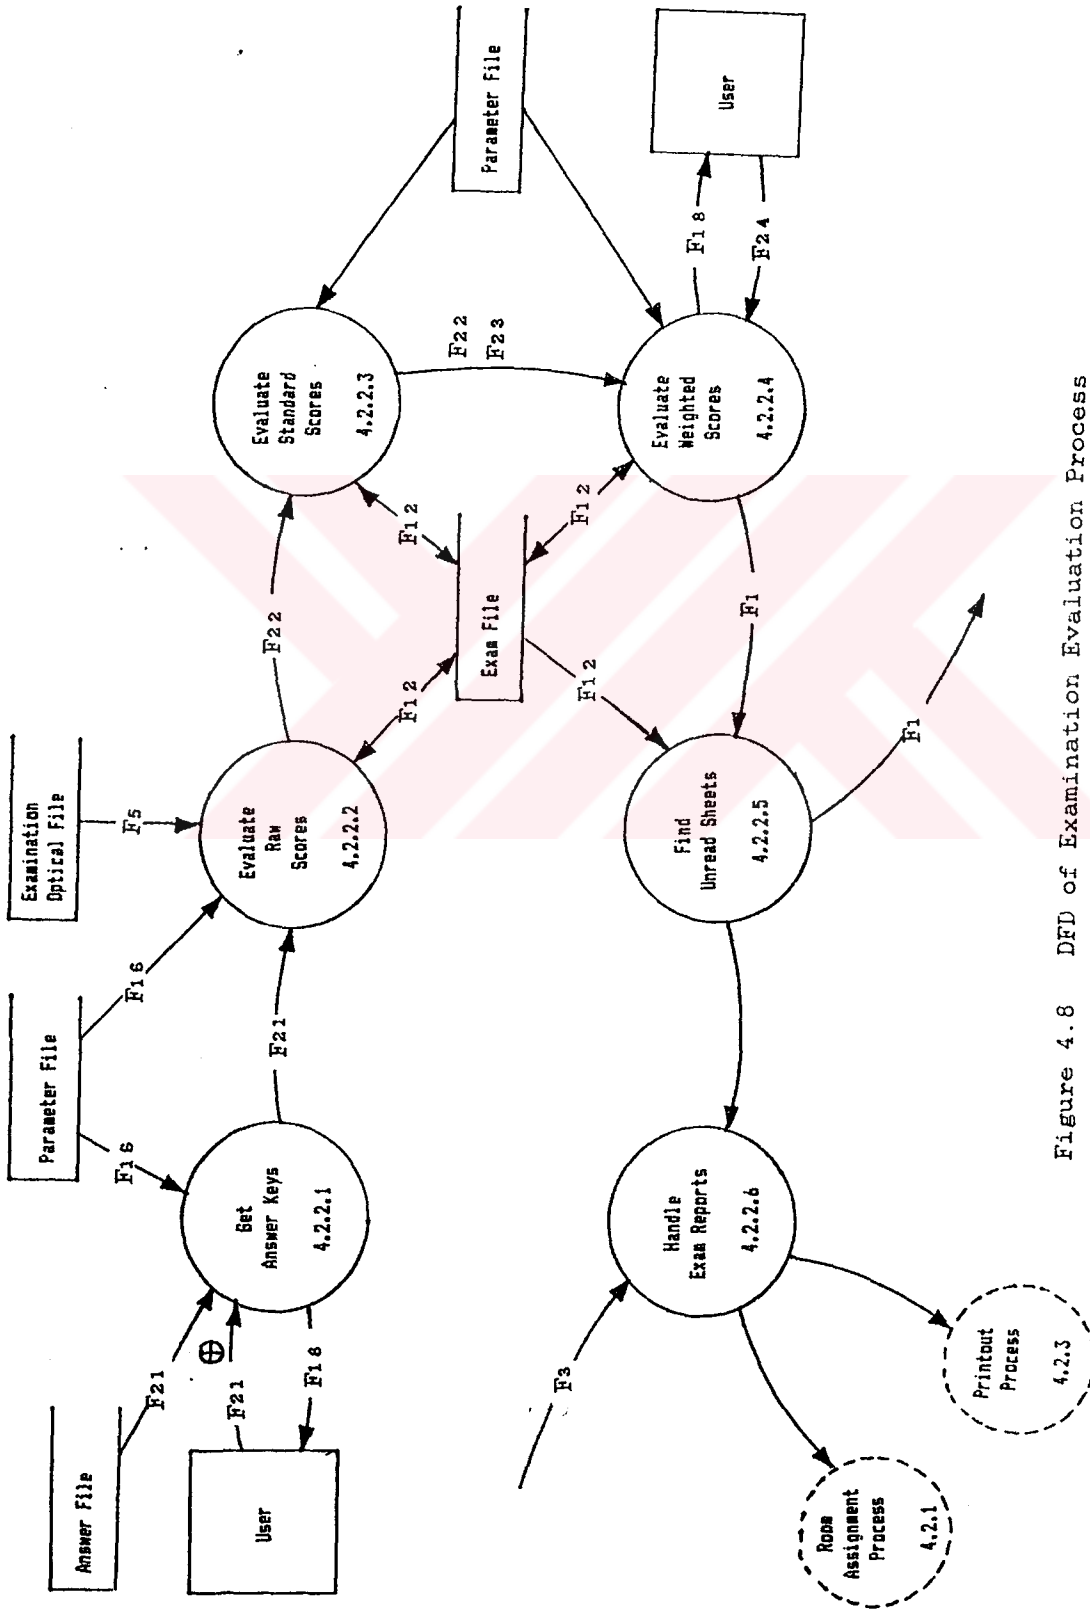 Answer File
Parameter File
Examination
Optical File
F21
F16
F16
F5
User
F21
⊕
F18
Get
Answer Keys
4.2.2.1
F21
Evaluate
Raw
Scores
4.2.2.2
F22
Evaluate
Standard
Scores
4.2.2.3
F12
F12
F22
F23
Exam File
Parameter File
F3
F12
F12
Handle
Exam Reports
4.2.2.6
Find
Unread Sheets
4.2.2.5
F1
Evaluate
Weighted
Scores
4.2.2.4
F18
F24
User
F1
Room
Assignment
Process
4.2.1
Printout
Process
4.2.3
Figure 4.8 DFD of Examination Evaluation Process